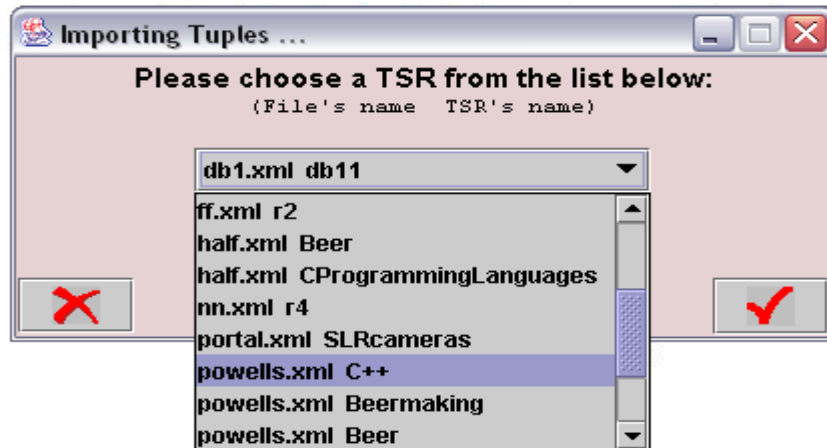 Importing Tuples ...
Please choose a TSR from the list below:
(File's name TSR's name)
db1.xml db11
ff.xml r2
half.xml Beer
half.xml CProgrammingLanguages
nn.xml r4
portal.xml SLRcameras
powells.xml C++
powells.xml Beermaking
powells.xml Beer